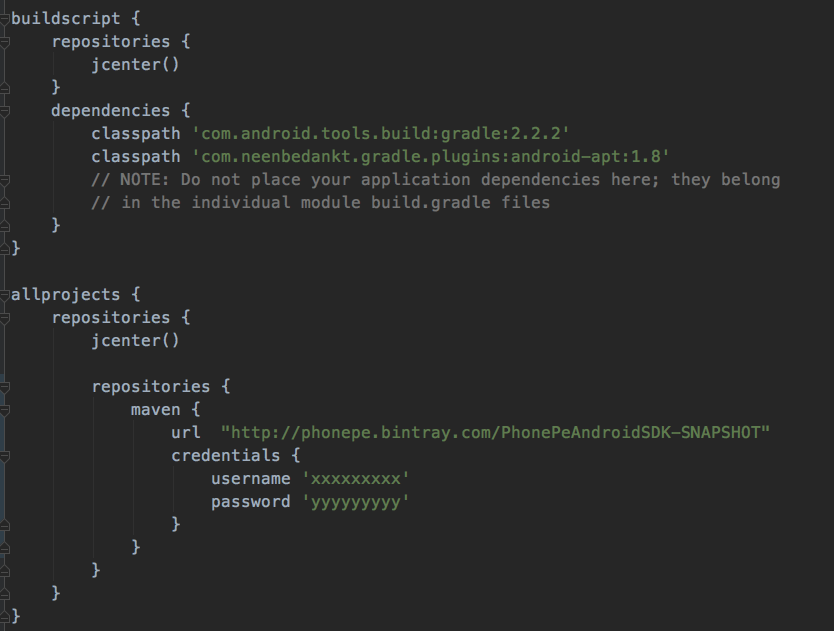 buildscript {
    repositories {
        jcenter()
    }
    dependencies {
        classpath 'com.android.tools.build:gradle:2.2.2'
        classpath 'com.neenbedankt.gradle.plugins:android-apt:1.8'
        // NOTE: Do not place your application dependencies here; they belong
        // in the individual module build.gradle files
    }
}

allprojects {
    repositories {
        jcenter()

        repositories {
            maven {
                url  "http://phonepe.bintray.com/PhonePeAndroidSDK-SNAPSHOT"
                credentials {
                    username 'xxxxxxxxx'
                    password 'yyyyyyyyy'
                }
            }
        }
    }
}